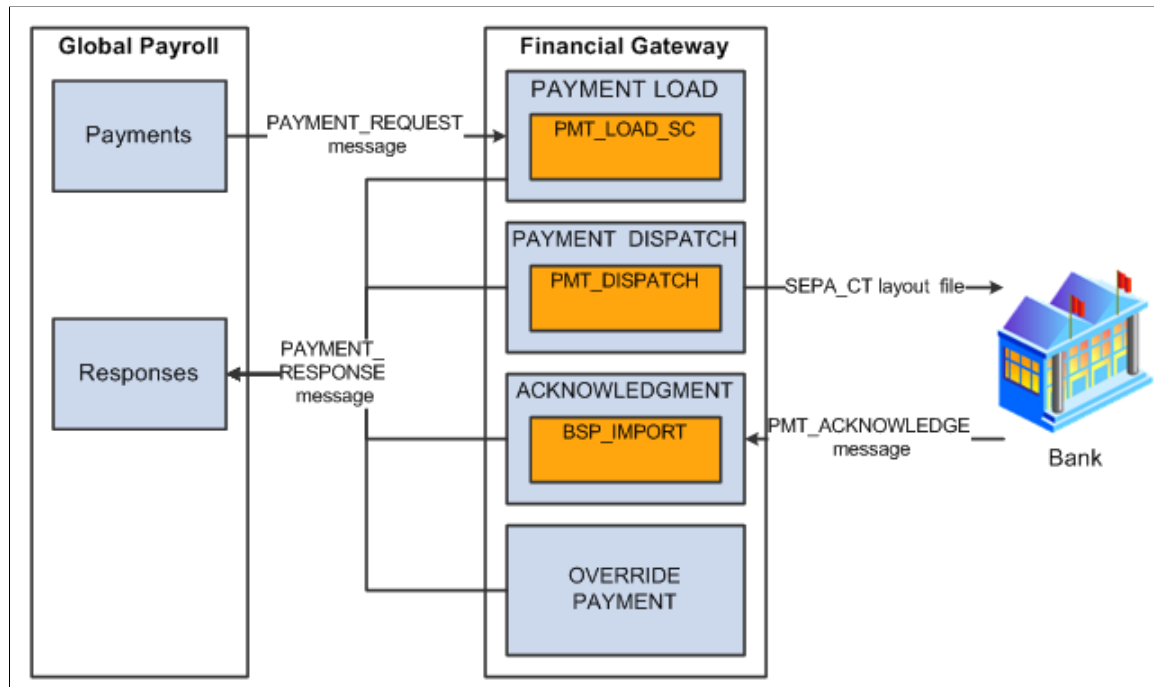 Global Payroll
Financial Gateway
Payments
PAYMENT_REQUEST
message
PAYMENT LOAD
PMT_LOAD_SC
PAYMENT DISPATCH
PMT_DISPATCH
SEPA_CT layout file
Responses
PAYMENT_
RESPONSE
message
ACKNOWLEDGMENT
BSP_IMPORT
PMT_ACKNOWLEDGE
message
Bank
OVERRIDE
PAYMENT